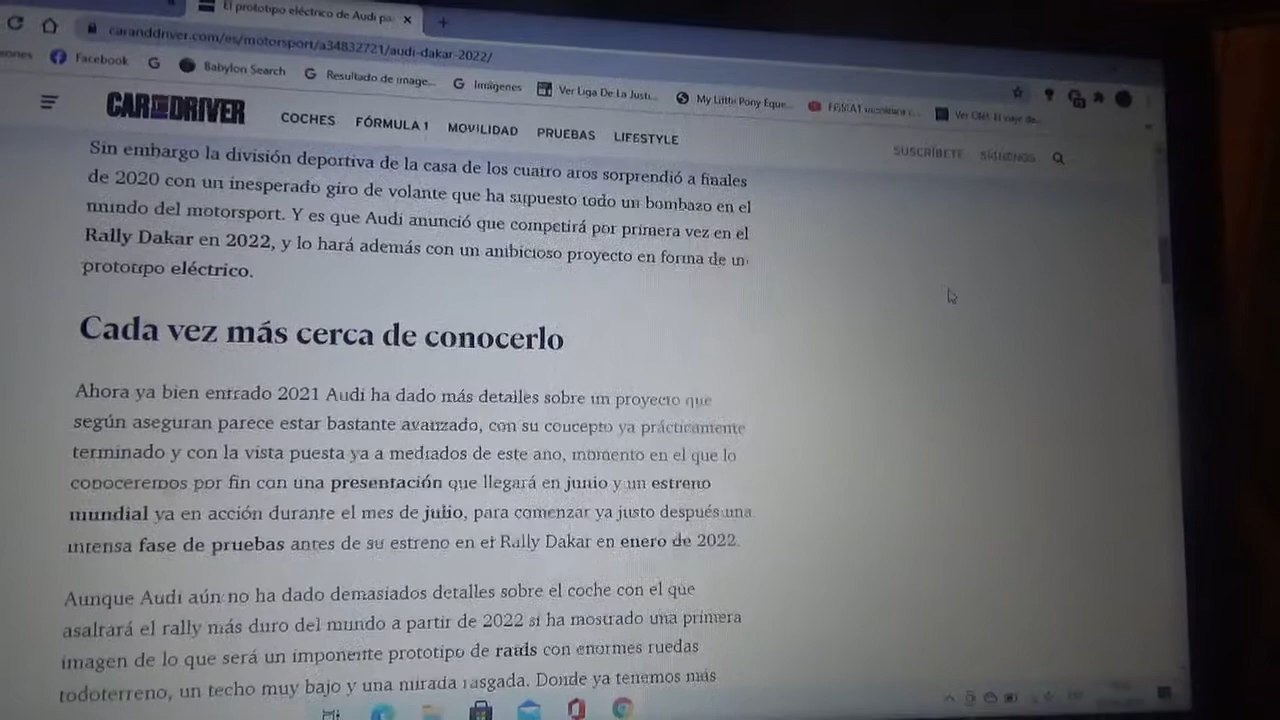 El prototipo eléctrico de Audi pa
caranddriver.com/es/motorsport/a34832721/audi-dakar-2022/
Facebook
Babylon Search
Resultado de image...
Imágenes
Ver Liga De La Justi...
My Little Pony Eque...
CAR DRIVER
COCHES FÓRMULA 1 MOVILIDAD PRUEBAS LIFESTYLE
SUSCRÍBETE SÍGUENOS
Sin embargo la división deportiva de la casa de los cuatro aros sorprendió a finales
de 2020 con un inesperado giro de volante que ha supuesto todo un bombazo en el
mundo del motorsport. Y es que Audi anunció que competirá por primera vez en el
Rally Dakar en 2022, y lo hará además con un ambicioso proyecto en forma de un
prototipo eléctrico.
Cada vez más cerca de conocerlo
Ahora ya bien entrado 2021 Audi ha dado más detalles sobre un proyecto que
según aseguran parece estar bastante avanzado, con su concepto ya prácticamente
terminado y con la vista puesta ya a mediados de este año, momento en el que lo
conoceremos por fin con una presentación que llegará en junio y un estreno
mundial ya en acción durante el mes de julio, para comenzar ya justo después una
intensa fase de pruebas antes de su estreno en el Rally Dakar en enero de 2022.
Aunque Audi aún no ha dado demasiados detalles sobre el coche con el que
asaltará el rally más duro del mundo a partir de 2022 sí ha mostrado una primera
imagen de lo que será un imponente prototipo de raids con enormes ruedas
todoterreno, un techo muy bajo y una mirada rasgada. Donde ya tenemos más